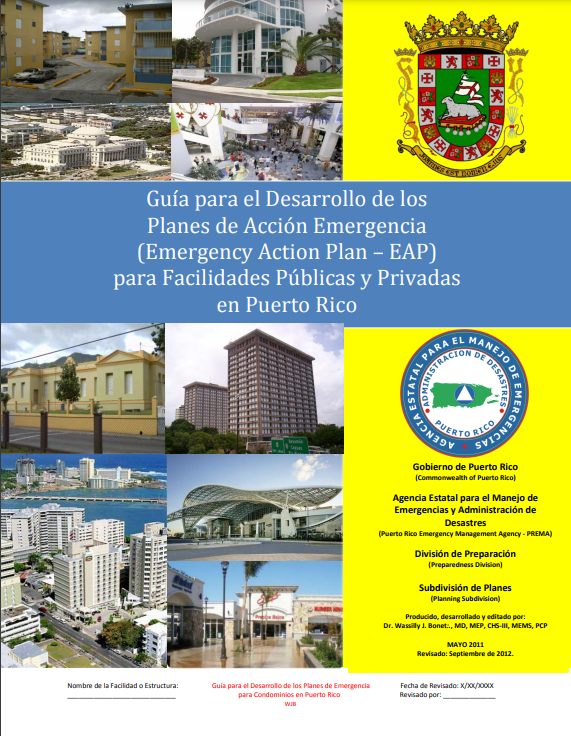 Guía para el Desarrollo de los
Planes de Acción Emergencia
(Emergency Action Plan – EAP)
para Facilidades Públicas y Privadas
en Puerto Rico
AGENCIA ESTATAL PARA EL MANEJO DE EMERGENCIAS
ADMINISTRACION DE DESASTRES
PUERTO RICO
Gobierno de Puerto Rico
(Commonwealth of Puerto Rico)
Agencia Estatal para el Manejo de
Emergencias y Administración de
Desastres
(Puerto Rico Emergency Management Agency - PREMA)
División de Preparación
(Preparedness Division)
Subdivisión de Planes
(Planning Subdivision)
Producido, desarrollado y editado por:
Dr. Wassilly J. Bonet:., MD, MEP, CHS-III, MEMS, PCP
MAYO 2011
Revisado: Septiembre de 2012.
Nombre de la Facilidad o Estructura:
______________________________
Guía para el Desarrollo de los Planes de Emergencia
para Condominios en Puerto Rico
WJB
Fecha de Revisado: X/XX/XXXX
Revisado por: _______________